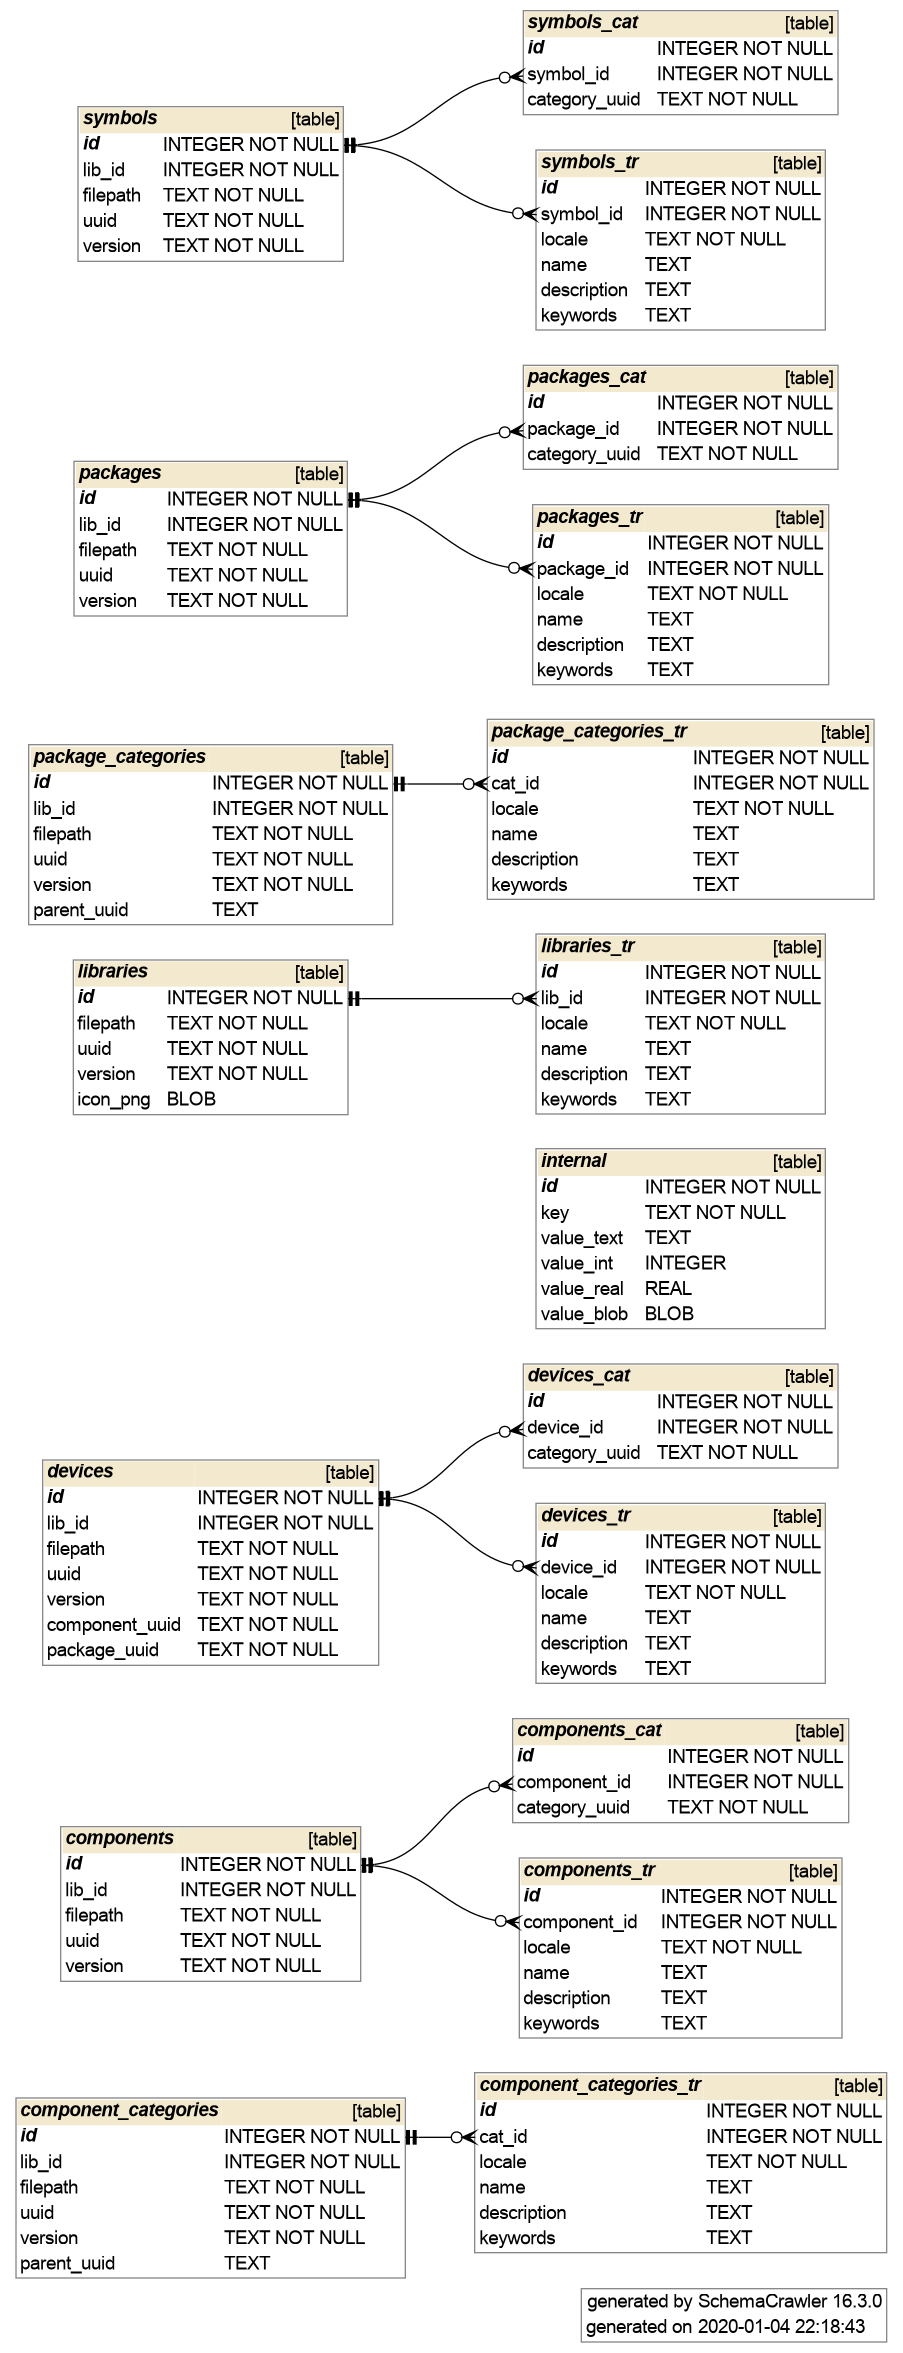 symbols_cat [table]
id INTEGER NOT NULL
symbol_id INTEGER NOT NULL
category_uuid TEXT NOT NULL
symbols [table]
id INTEGER NOT NULL
lib_id INTEGER NOT NULL
filepath TEXT NOT NULL
uuid TEXT NOT NULL
version TEXT NOT NULL
symbols_tr [table]
id INTEGER NOT NULL
symbol_id INTEGER NOT NULL
locale TEXT NOT NULL
name TEXT
description TEXT
keywords TEXT
packages_cat [table]
id INTEGER NOT NULL
package_id INTEGER NOT NULL
category_uuid TEXT NOT NULL
packages [table]
id INTEGER NOT NULL
lib_id INTEGER NOT NULL
filepath TEXT NOT NULL
uuid TEXT NOT NULL
version TEXT NOT NULL
packages_tr [table]
id INTEGER NOT NULL
package_id INTEGER NOT NULL
locale TEXT NOT NULL
name TEXT
description TEXT
keywords TEXT
package_categories [table]
id INTEGER NOT NULL
lib_id INTEGER NOT NULL
filepath TEXT NOT NULL
uuid TEXT NOT NULL
version TEXT NOT NULL
parent_uuid TEXT
package_categories_tr [table]
id INTEGER NOT NULL
cat_id INTEGER NOT NULL
locale TEXT NOT NULL
name TEXT
description TEXT
keywords TEXT
libraries [table]
id INTEGER NOT NULL
filepath TEXT NOT NULL
uuid TEXT NOT NULL
version TEXT NOT NULL
icon_png BLOB
libraries_tr [table]
id INTEGER NOT NULL
lib_id INTEGER NOT NULL
locale TEXT NOT NULL
name TEXT
description TEXT
keywords TEXT
internal [table]
id INTEGER NOT NULL
key TEXT NOT NULL
value_text TEXT
value_int INTEGER
value_real REAL
value_blob BLOB
devices_cat [table]
id INTEGER NOT NULL
device_id INTEGER NOT NULL
category_uuid TEXT NOT NULL
devices [table]
id INTEGER NOT NULL
lib_id INTEGER NOT NULL
filepath TEXT NOT NULL
uuid TEXT NOT NULL
version TEXT NOT NULL
component_uuid TEXT NOT NULL
package_uuid TEXT NOT NULL
devices_tr [table]
id INTEGER NOT NULL
device_id INTEGER NOT NULL
locale TEXT NOT NULL
name TEXT
description TEXT
keywords TEXT
components_cat [table]
id INTEGER NOT NULL
component_id INTEGER NOT NULL
category_uuid TEXT NOT NULL
components [table]
id INTEGER NOT NULL
lib_id INTEGER NOT NULL
filepath TEXT NOT NULL
uuid TEXT NOT NULL
version TEXT NOT NULL
components_tr [table]
id INTEGER NOT NULL
component_id INTEGER NOT NULL
locale TEXT NOT NULL
name TEXT
description TEXT
keywords TEXT
component_categories [table]
id INTEGER NOT NULL
lib_id INTEGER NOT NULL
filepath TEXT NOT NULL
uuid TEXT NOT NULL
version TEXT NOT NULL
parent_uuid TEXT
component_categories_tr [table]
id INTEGER NOT NULL
cat_id INTEGER NOT NULL
locale TEXT NOT NULL
name TEXT
description TEXT
keywords TEXT
generated by SchemaCrawler 16.3.0
generated on 2020-01-04 22:18:43